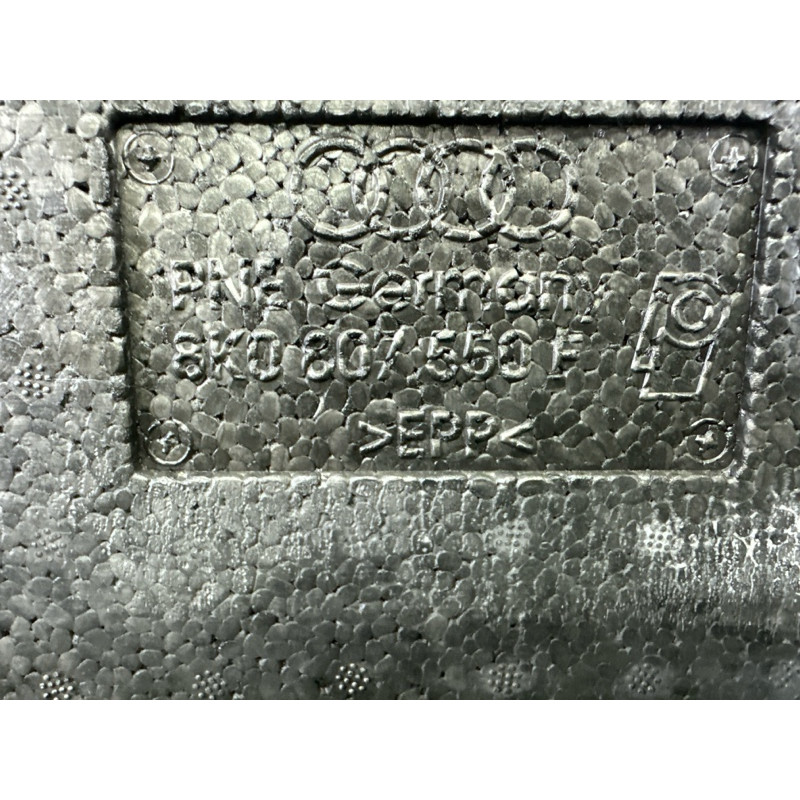 PNE Germany
8K0 807 550 F
>EPP<